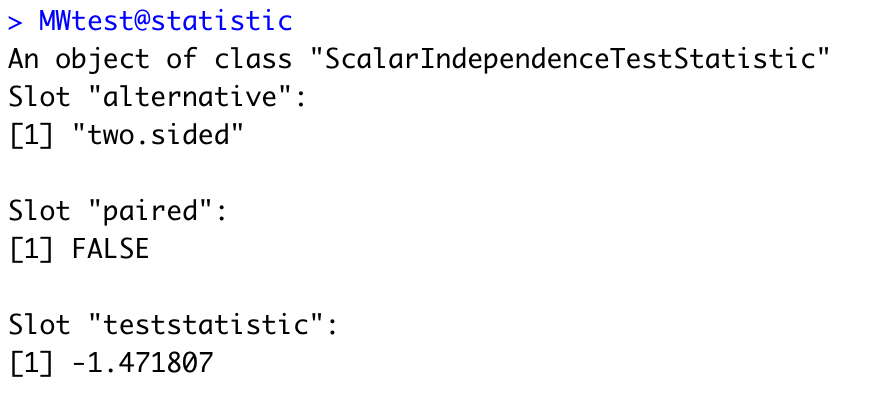 > MWtest@statistic
An object of class "ScalarIndependenceTestStatistic"
Slot "alternative":
[1] "two.sided"
Slot "paired":
[1] FALSE
Slot "teststatistic":
[1] -1.471807